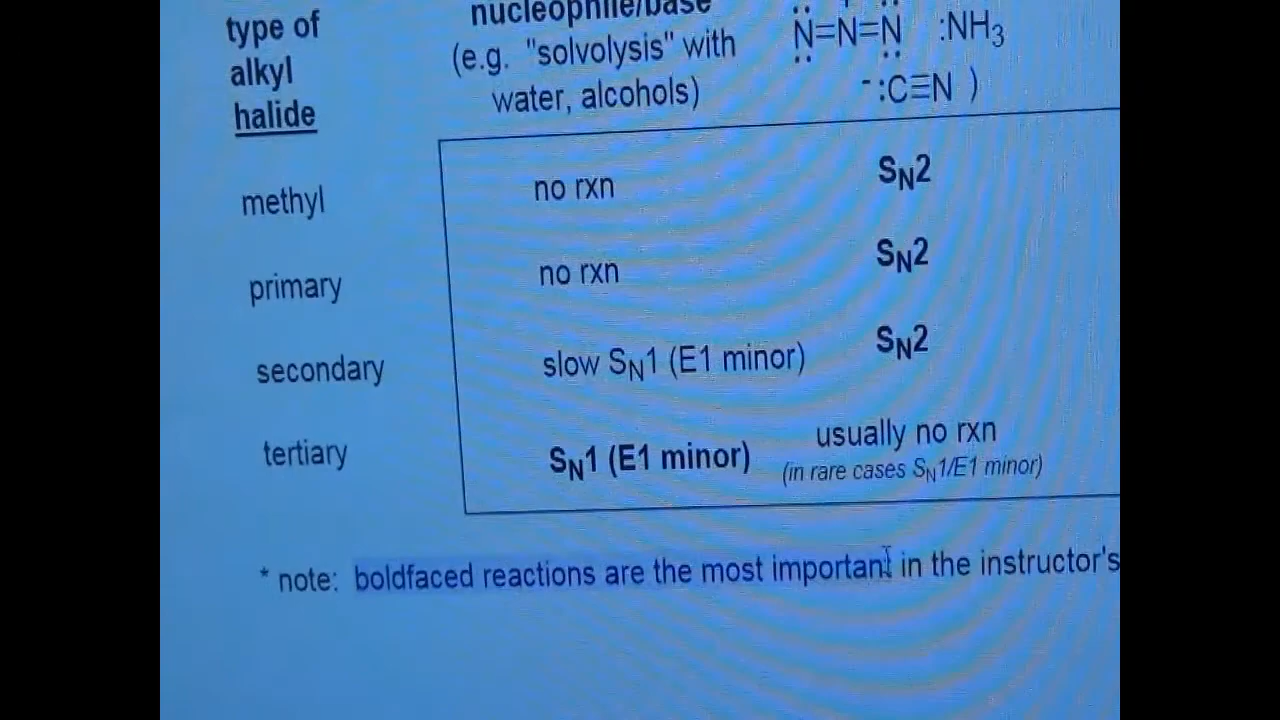 type of
alkyl
halide
nucleophile/base
(e.g. "solvolysis" with
water, alcohols)
N=N=N :NH3
-:C≡N )
methyl no rxn SN2
primary no rxn SN2
secondary slow SN1 (E1 minor) SN2
tertiary SN1 (E1 minor) usually no rxn
(in rare cases SN1/E1 minor)
* note: boldfaced reactions are the most important in the instructor's